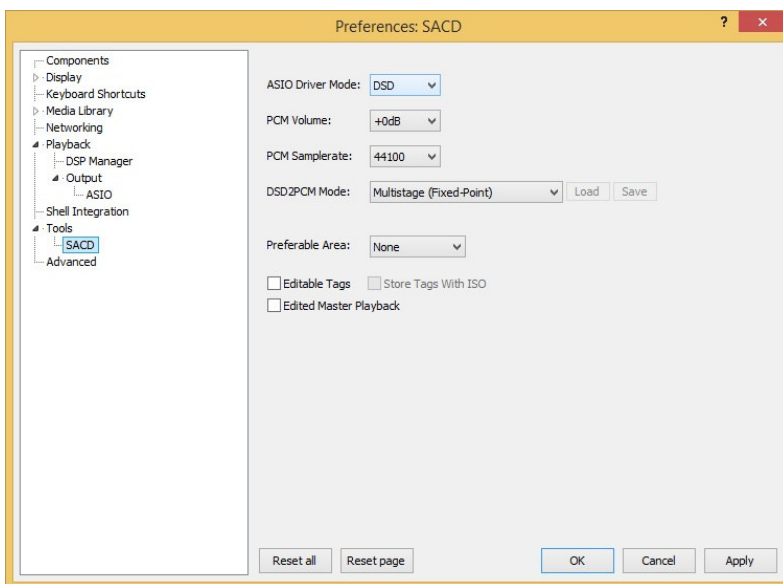 Preferences: SACD
?
×
Components
Display
Keyboard Shortcuts
Media Library
Networking
Playback
DSP Manager
Output
ASIO
Shell Integration
Tools
SACD
Advanced
ASIO Driver Mode: DSD
PCM Volume: +0dB
PCM Samplerate: 44100
DSD2PCM Mode: Multistage (Fixed-Point) Load Save
Preferable Area: None
Editable Tags Store Tags With ISO
Edited Master Playback
Reset all Reset page OK Cancel Apply